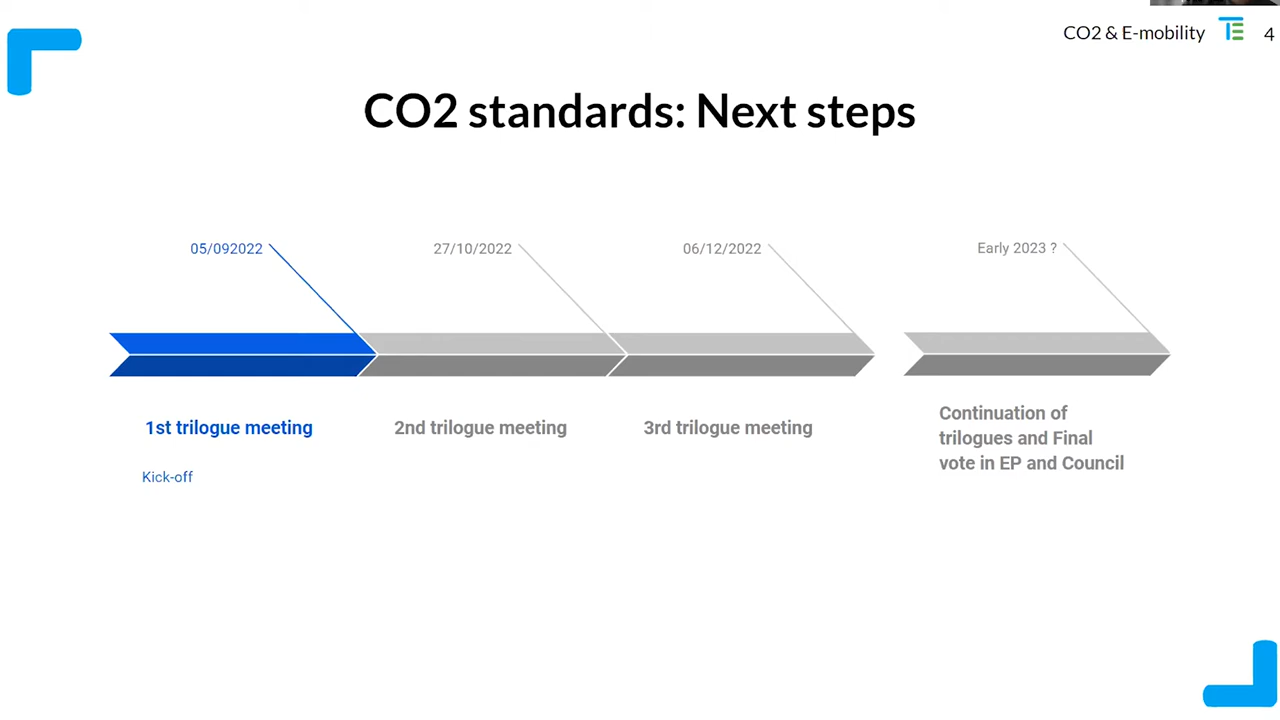 CO2 & E-mobility TE 4
CO2 standards: Next steps
05/092022
27/10/2022
06/12/2022
Early 2023 ?
1st trilogue meeting
Kick-off
2nd trilogue meeting
3rd trilogue meeting
Continuation of
trilogues and Final
vote in EP and Council